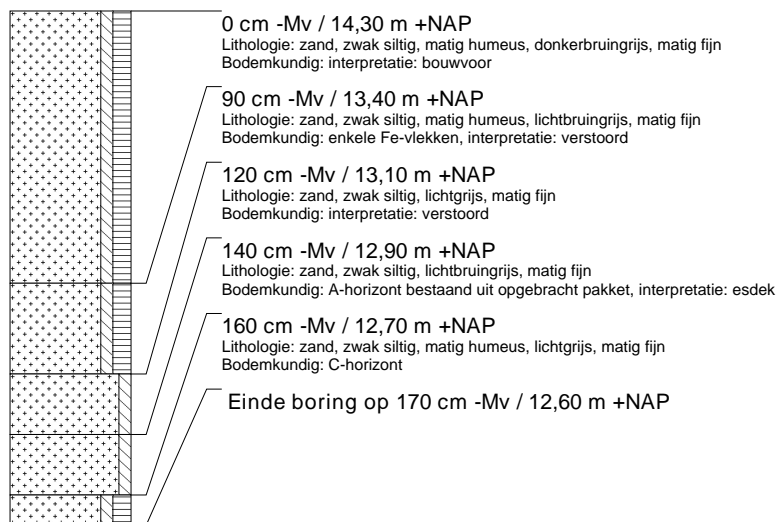 0 cm -Mv / 14,30 m +NAP
Lithologie: zand, zwak siltig, matig humeus, donkerbruingrijs, matig fijn
Bodemkundig: interpretatie: bouwvoor
90 cm -Mv / 13,40 m +NAP
Lithologie: zand, zwak siltig, matig humeus, lichtbruingrijs, matig fijn
Bodemkundig: enkele Fe-vlekken, interpretatie: verstoord
120 cm -Mv / 13,10 m +NAP
Lithologie: zand, zwak siltig, lichtgrijs, matig fijn
Bodemkundig: interpretatie: verstoord
140 cm -Mv / 12,90 m +NAP
Lithologie: zand, zwak siltig, lichtbruingrijs, matig fijn
Bodemkundig: A-horizont bestaand uit opgebracht pakket, interpretatie: esdek
160 cm -Mv / 12,70 m +NAP
Lithologie: zand, zwak siltig, matig humeus, lichtgrijs, matig fijn
Bodemkundig: C-horizont
Einde boring op 170 cm -Mv / 12,60 m +NAP